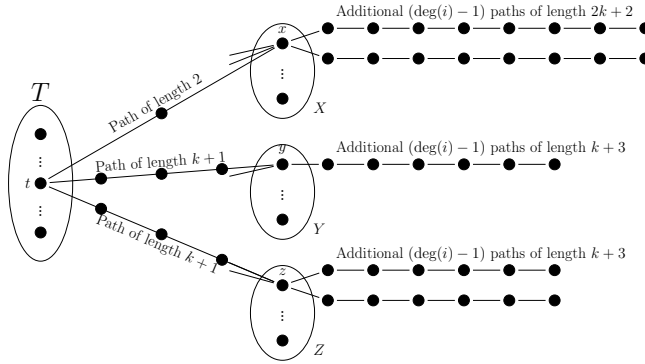 Additional (deg(i)−1) paths of length 2k+2
x
⋮
X
Path of length 2
T
⋮
t
⋮
Path of length k+1
Additional (deg(i)−1) paths of length k+3
y
⋮
Y
Path of length k+1
Additional (deg(i)−1) paths of length k+3
z
⋮
Z